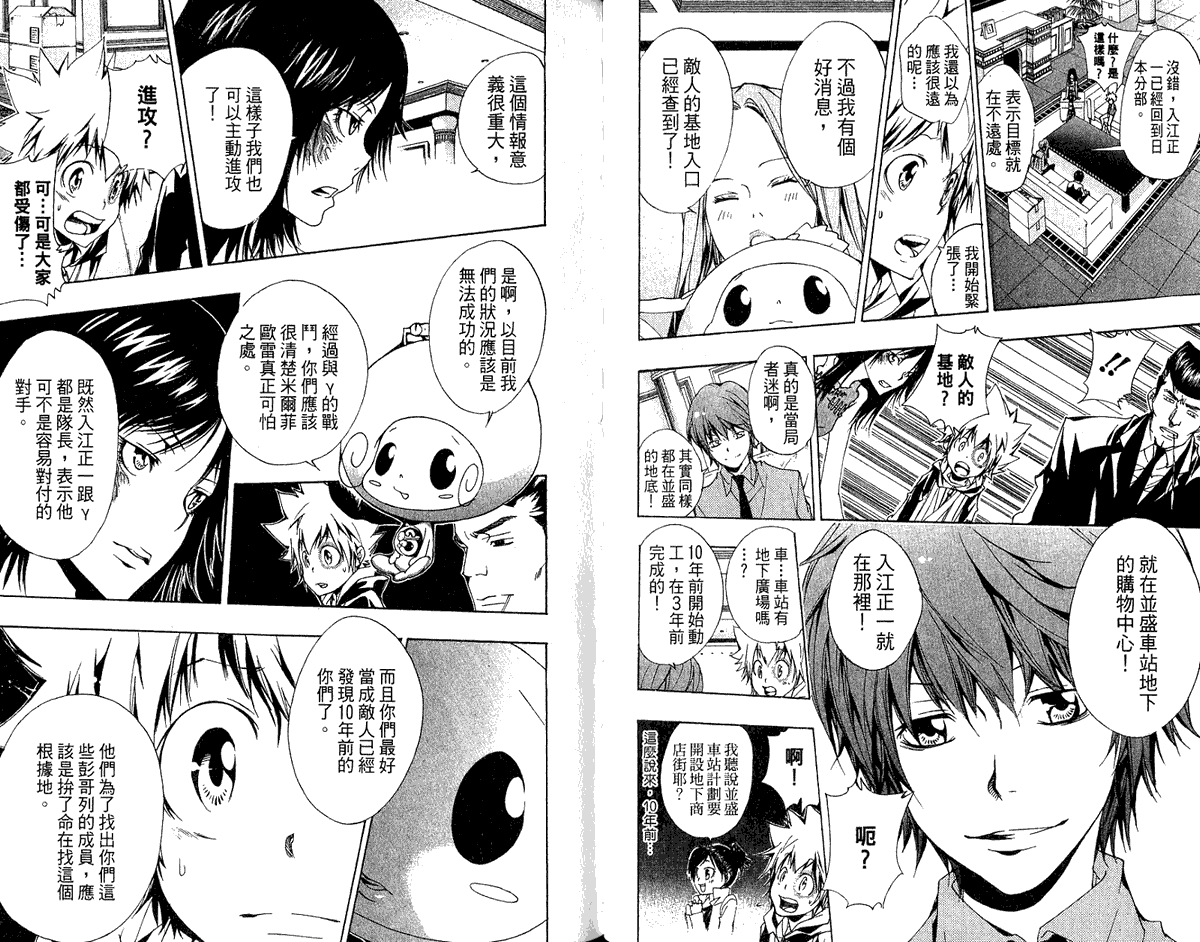 什麼？是
這樣嗎？
沒錯，入江正
一已經回到日
本分部。
表示目標就
在不遠處。
我還以為
應該很遠
的呢…
我開始緊
張了…
不過我有個
好消息，
敵人的基地入口
已經查到了！
!!
敵人的
基地？
真的是當局
者迷啊，
其實同樣
都在並盛
的地底！
就在並盛車站地下
的購物中心！
入江正一就
在那裡！
呃？
車…車站有
地下廣場嗎
…？
10年前開始動
工，在3年前
完成的！
啊！
我聽說並盛
車站計劃要
開設地下商
店街耶？
這麼說來，10年前…
這個情報意
義很重大，
這樣子我們也
可以主動進攻
了！
進攻？
可…可是大家
都受傷了…
是啊，以目前我
們的狀況應該是
無法成功的
經過與γ的戰
鬥，你們應該
很清楚米爾菲
歐雷真正可怕
之處。
既然入江正一跟γ
都是隊長，表示他
可不是容易對付的
對手。
而且你們最好
當成敵人已經
發現10年前的
你們了。
他們為了找出你們這
些彭哥列的成員，應
該是拚了命在找這個
根據地。